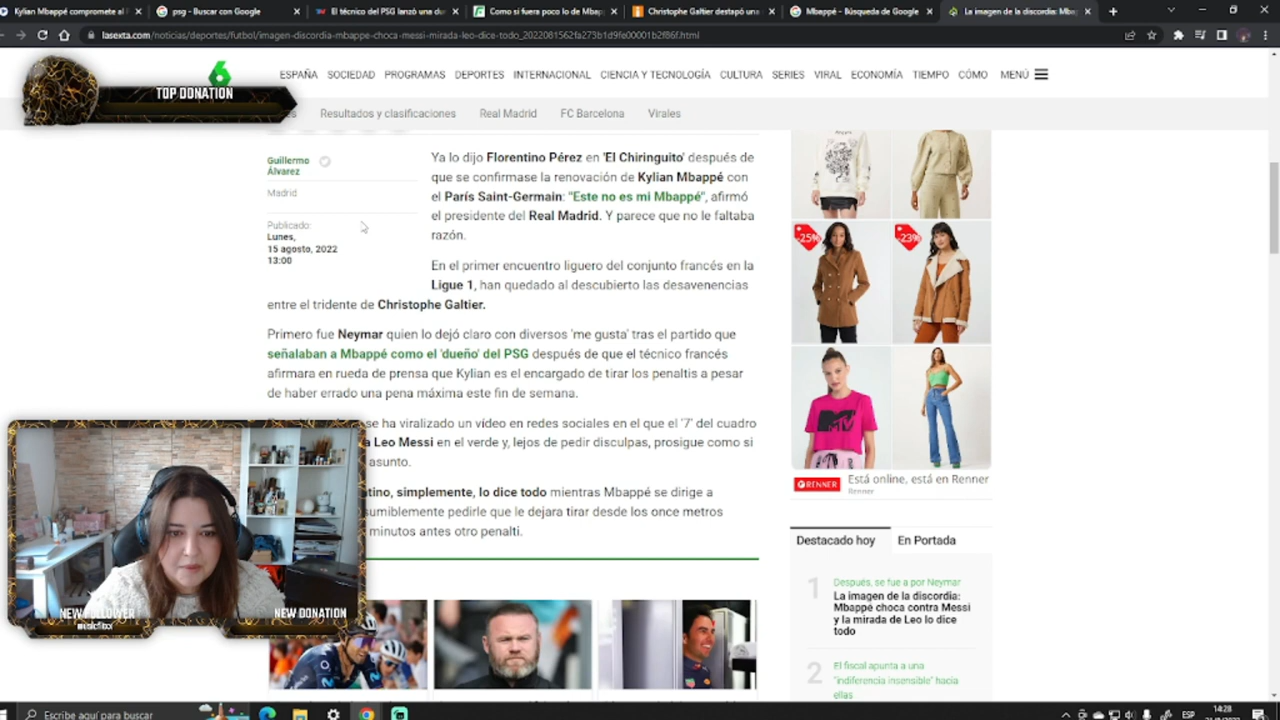 Kylian Mbappé compromete al F
psg - Buscar con Google
El técnico del PSG lanzó una du
Como si fuera poco lo de Mbap
Christophe Galtier destapó una
Mbappé - Búsqueda de Google
La imagen de la discordia: Mba
lasexta.com/noticias/deportes/futbol/imagen-discordia-mbappe-choca-messi-mirada-leo-dice-todo_2022081562fa273b1d9fe00001b2f86f.html
TOP DONATION
ESPAÑA SOCIEDAD PROGRAMAS DEPORTES INTERNACIONAL CIENCIA Y TECNOLOGÍA CULTURA SERIES VIRAL ECONOMÍA TIEMPO CÓMO MENÚ
es Resultados y clasificaciones Real Madrid FC Barcelona Virales
Guillermo
Álvarez
Madrid
Publicado:
Lunes,
15 agosto, 2022
13:00
Ya lo dijo Florentino Pérez en 'El Chiringuito' después de
que se confirmase la renovación de Kylian Mbappé con
el París Saint-Germain: "Este no es mi Mbappé", afirmó
el presidente del Real Madrid. Y parece que no le faltaba
razón.
En el primer encuentro liguero del conjunto francés en la
Ligue 1, han quedado al descubierto las desavenencias
entre el tridente de Christophe Galtier.
Primero fue Neymar quien lo dejó claro con diversos 'me gusta' tras el partido que
señalaban a Mbappé como el 'dueño' del PSG después de que el técnico francés
afirmara en rueda de prensa que Kylian es el encargado de tirar los penaltis a pesar
de haber errado una pena máxima este fin de semana.
se ha viralizado un vídeo en redes sociales en el que el '7' del cuadro
a Leo Messi en el verde y, lejos de pedir disculpas, prosigue como si
asunto.
tino, simplemente, lo dice todo mientras Mbappé se dirige a
sumiblemente pedirle que le dejara tirar desde los once metros
minutos antes otro penalti.
-25%
-23%
MTV
RENNER
Está online, está en Renner
Renner
Destacado hoy En Portada
1
Después, se fue a por Neymar
La imagen de la discordia:
Mbappé choca contra Messi
y la mirada de Leo lo dice
todo
2
El fiscal apunta a una
"indiferencia insensible" hacia
ellas
NEW FOLLOWER
NEW DONATION
Escribe aquí para buscar
ESP
14:28